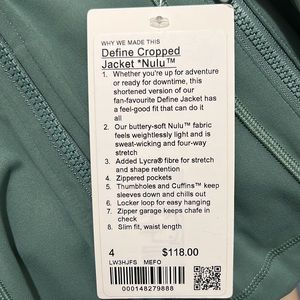 WHY WE MADE THIS
Define Cropped
Jacket *Nulu™
1. Whether you're up for adventure
or ready for downtime, this
shortened version of our
fan-favourite Define Jacket has
a feel-good fit that can do it
all
2. Our buttery-soft Nulu™ fabric
feels weightlessly light and is
sweat-wicking and four-way
stretch
3. Added Lycra® fibre for stretch
and shape retention
4. Zippered pockets
5. Thumbholes and Cuffins™ keep
sleeves down and chills out
6. Locker loop for easy hanging
7. Zipper garage keeps chafe in
check
8. Slim fit, waist length
4 $118.00
LW3HJFS MEFO
000148279888